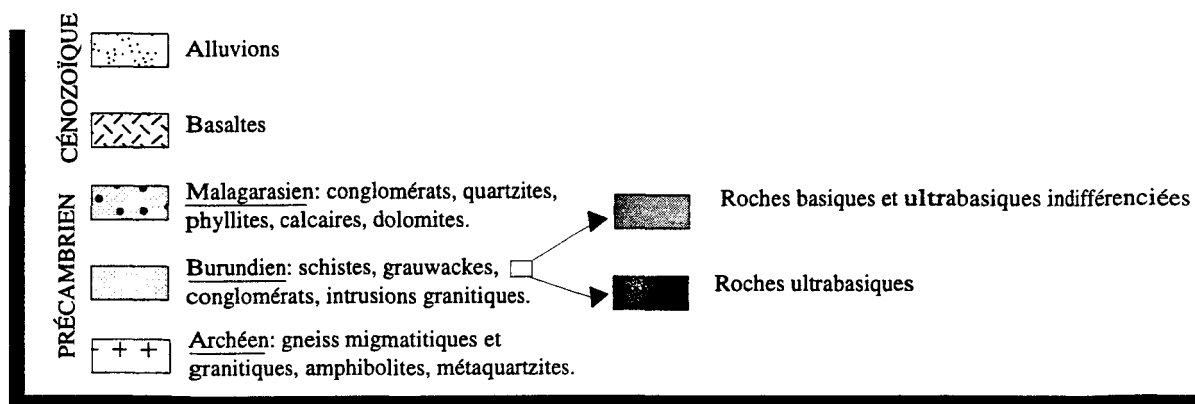 CÉNOZOÏQUE
Alluvions
Basaltes
PRÉCAMBRIEN
Malagarasien: conglomérats, quartzites,
phyllites, calcaires, dolomites.
Burundien: schistes, grauwackes,
conglomérats, intrusions granitiques.
Archéen: gneiss migmatitiques et
granitiques, amphibolites, métaquartzites.
Roches basiques et ultrabasiques indifférenciées
Roches ultrabasiques